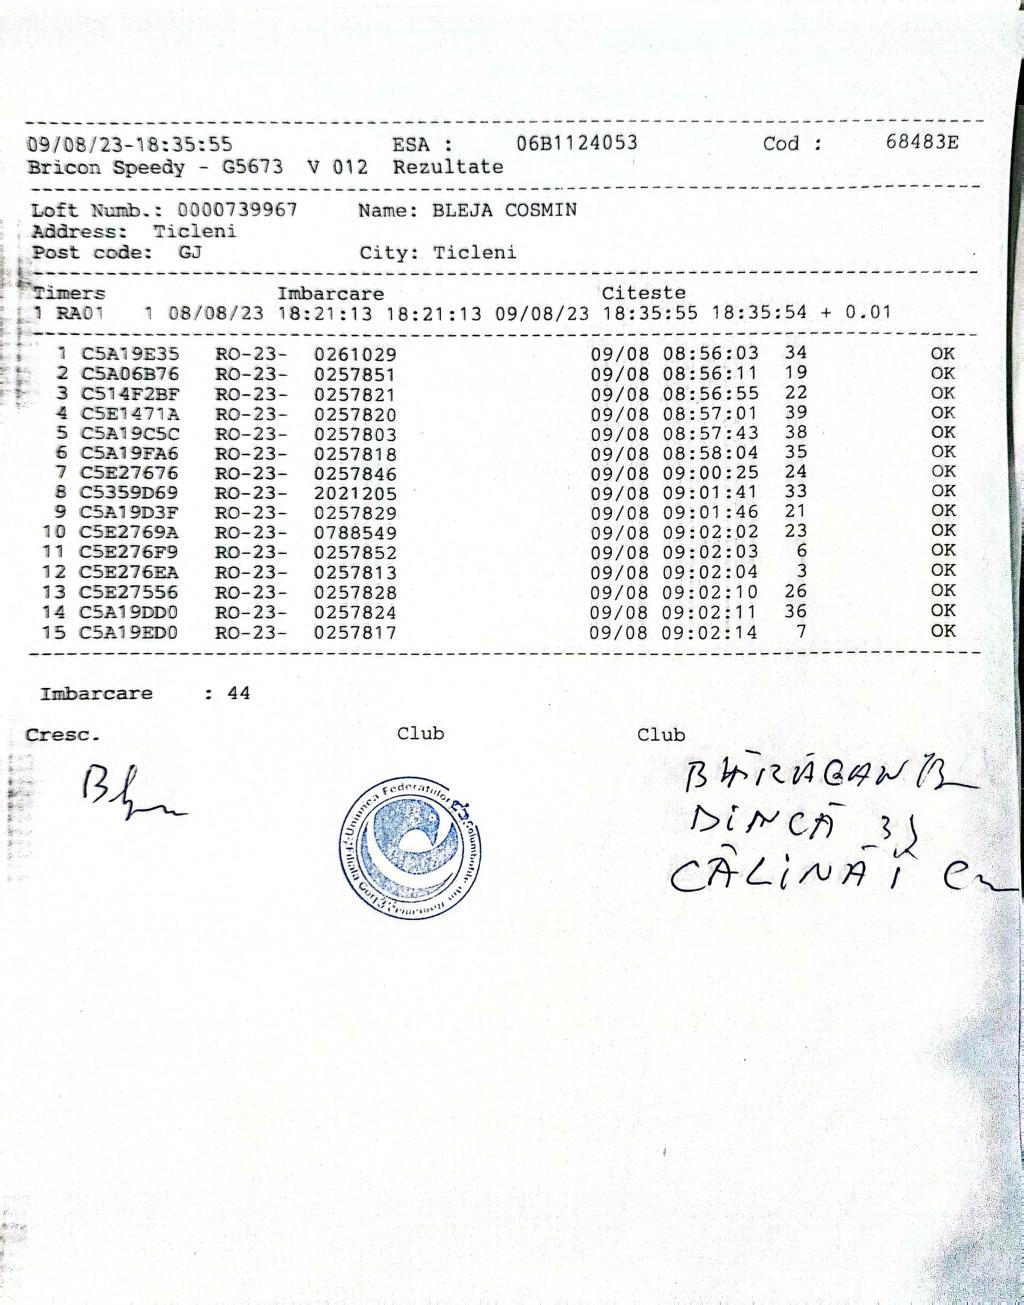 09/08/23-18:35:55 ESA : 06B1124053 Cod : 68483E
Bricon Speedy - G5673 V 012 Rezultate
Loft Numb.: 0000739967 Name: BLEJA COSMIN
Address: Ticleni
Post code: GJ City: Ticleni
Timers Imbarcare Citeste
1 RA01 1 08/08/23 18:21:13 18:21:13 09/08/23 18:35:55 18:35:54 + 0.01
1 C5A19E35 RO-23- 0261029 09/08 08:56:03 34 OK
2 C5A06B76 RO-23- 0257851 09/08 08:56:11 19 OK
3 C514F2BF RO-23- 0257821 09/08 08:56:55 22 OK
4 C5E1471A RO-23- 0257820 09/08 08:57:01 39 OK
5 C5A19C5C RO-23- 0257803 09/08 08:57:43 38 OK
6 C5A19FA6 RO-23- 0257818 09/08 08:58:04 35 OK
7 C5E27676 RO-23- 0257846 09/08 09:00:25 24 OK
8 C5359D69 RO-23- 2021205 09/08 09:01:41 33 OK
9 C5A19D3F RO-23- 0257829 09/08 09:01:46 21 OK
10 C5E2769A RO-23- 0788549 09/08 09:02:02 23 OK
11 C5E276F9 RO-23- 0257852 09/08 09:02:03 6 OK
12 C5E276EA RO-23- 0257813 09/08 09:02:04 3 OK
13 C5E27556 RO-23- 0257828 09/08 09:02:10 26 OK
14 C5A19DD0 RO-23- 0257824 09/08 09:02:11 36 OK
15 C5A19ED0 RO-23- 0257817 09/08 09:02:14 7 OK
Imbarcare : 44
Cresc. Club Club
BĂRĂGAN
DINCĂ
CĂLINĂI
Uniunea Federatiilor Columbofile din
Filiala Gorj